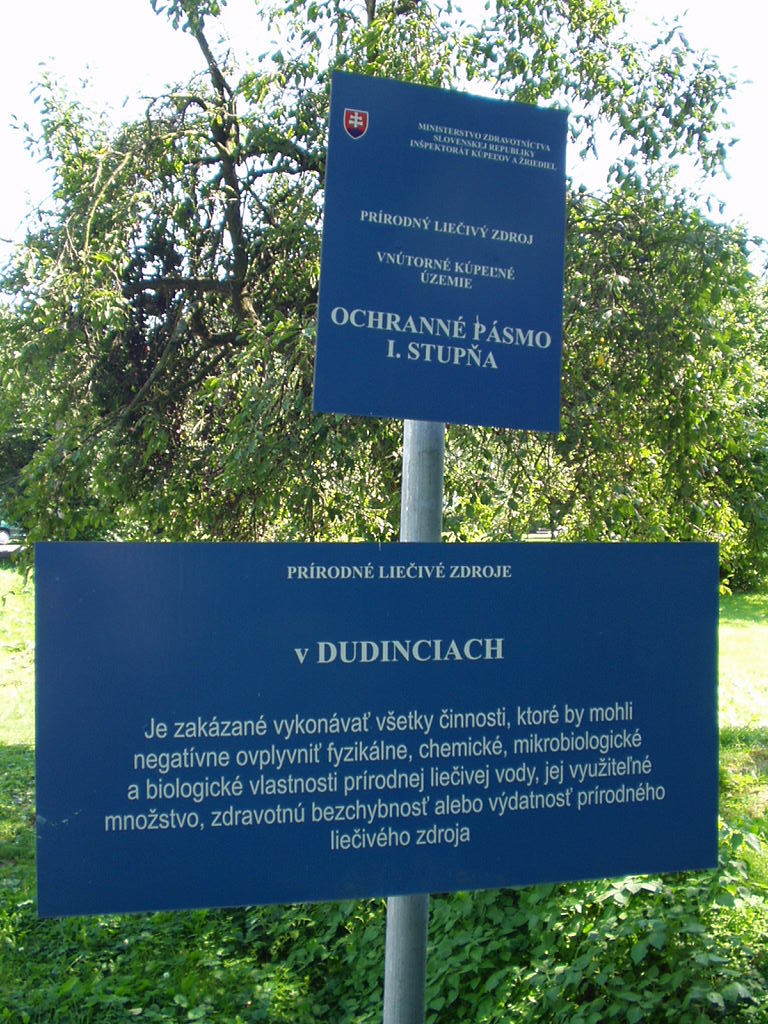 MINISTERSTVO ZDRAVOTNÍCTVA
SLOVENSKEJ REPUBLIKY
INŠPEKTORÁT KÚPEĽOV A ŽRIEDIEL
PRÍRODNÝ LIEČIVÝ ZDROJ
VNÚTORNÉ KÚPEĽNÉ
ÚZEMIE
OCHRANNÉ PÁSMO
I. STUPŇA
PRÍRODNÉ LIEČIVÉ ZDROJE
v DUDINCIACH
Je zakázané vykonávať všetky činnosti, ktoré by mohli
negatívne ovplyvniť fyzikálne, chemické, mikrobiologické
a biologické vlastnosti prírodnej liečivej vody, jej využiteľné
množstvo, zdravotnú bezchybnosť alebo výdatnosť prírodného
liečivého zdroja